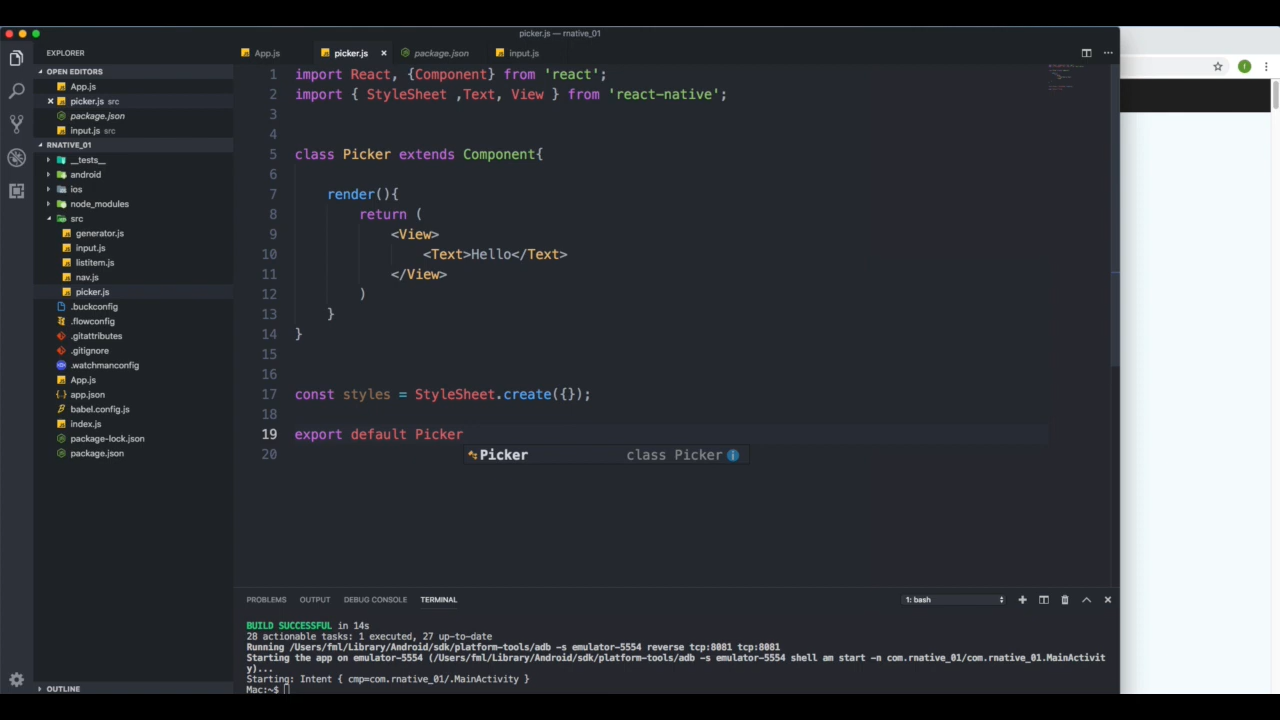 picker.js — rnative_01
EXPLORER
OPEN EDITORS
App.js
picker.js src
package.json
input.js src
RNATIVE_01
__tests__
android
ios
node_modules
src
generator.js
input.js
listitem.js
nav.js
picker.js
.buckconfig
.flowconfig
.gitattributes
.gitignore
.watchmanconfig
App.js
app.json
babel.config.js
index.js
package-lock.json
package.json
OUTLINE
App.js picker.js package.json input.js
1 import React, {Component} from 'react';
2 import { StyleSheet ,Text, View } from 'react-native';
3
4
5 class Picker extends Component{
6
7 render(){
8 return (
9 <View>
10 <Text>Hello</Text>
11 </View>
12 )
13 }
14 }
15
16
17 const styles = StyleSheet.create({});
18
19 export default Picker
20
Picker class Picker
PROBLEMS OUTPUT DEBUG CONSOLE TERMINAL 1: bash
BUILD SUCCESSFUL in 14s
28 actionable tasks: 1 executed, 27 up-to-date
Running /Users/fml/Library/Android/sdk/platform-tools/adb -s emulator-5554 reverse tcp:8081 tcp:8081
Starting the app on emulator-5554 (/Users/fml/Library/Android/sdk/platform-tools/adb -s emulator-5554 shell am start -n com.rnative_01/com.rnative_01.MainActivit
y)...
Starting: Intent { cmp=com.rnative_01/.MainActivity }
Mac:~$